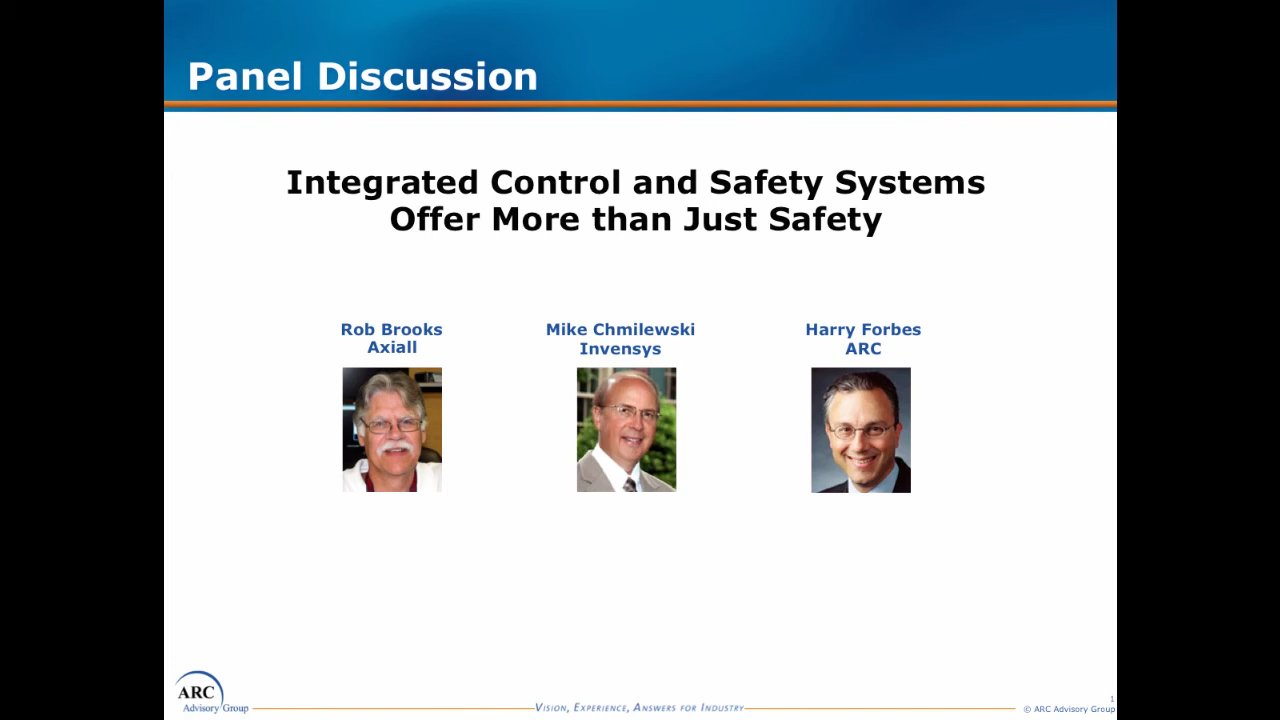 Panel Discussion
Integrated Control and Safety Systems
Offer More than Just Safety
Rob Brooks
Axiall
Mike Chmilewski
Invensys
Harry Forbes
ARC
ARC
Advisory Group
Vision, Experience, Answers for Industry
1
© ARC Advisory Group